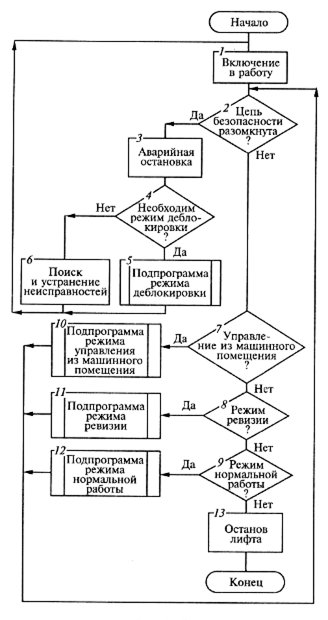 Начало
1
Включение
в работу
2
Цепь
безопасности
разомкнута
?
Да
Нет
3
Аварийная
остановка
4
Необходим
режим деблo-
кировки
?
Нет
Да
6
Поиск
и устранение
неисправностей
5
Подпрограмма
режима
деблокировки
7
Управле-
ние из машинного
помещения
?
Да
Нет
10
Подпрограмма
режима
управления
из машинного
помещения
8
Режим
ревизии
?
Да
Нет
11
Подпрограмма
режима
ревизии
9
Режим
нормальной
работы
?
Да
Нет
12
Подпрограмма
режима
нормальной
работы
13
Останов
лифта
Конец